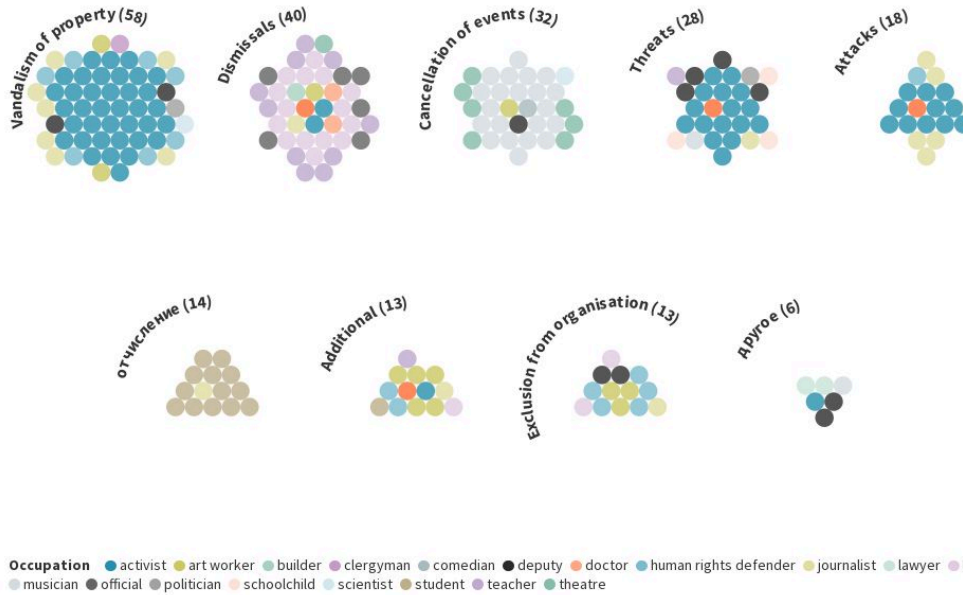 Vandalism of property (58)
Dismissals (40)
Cancellation of events (32)
Threats (28)
Attacks (18)
отчисление (14)
Additional (13)
Exclusion from organisation (13)
другое (6)
Occupation activist art worker builder clergyman comedian deputy doctor human rights defender journalist lawyer
musician official politician schoolchild scientist student teacher theatre